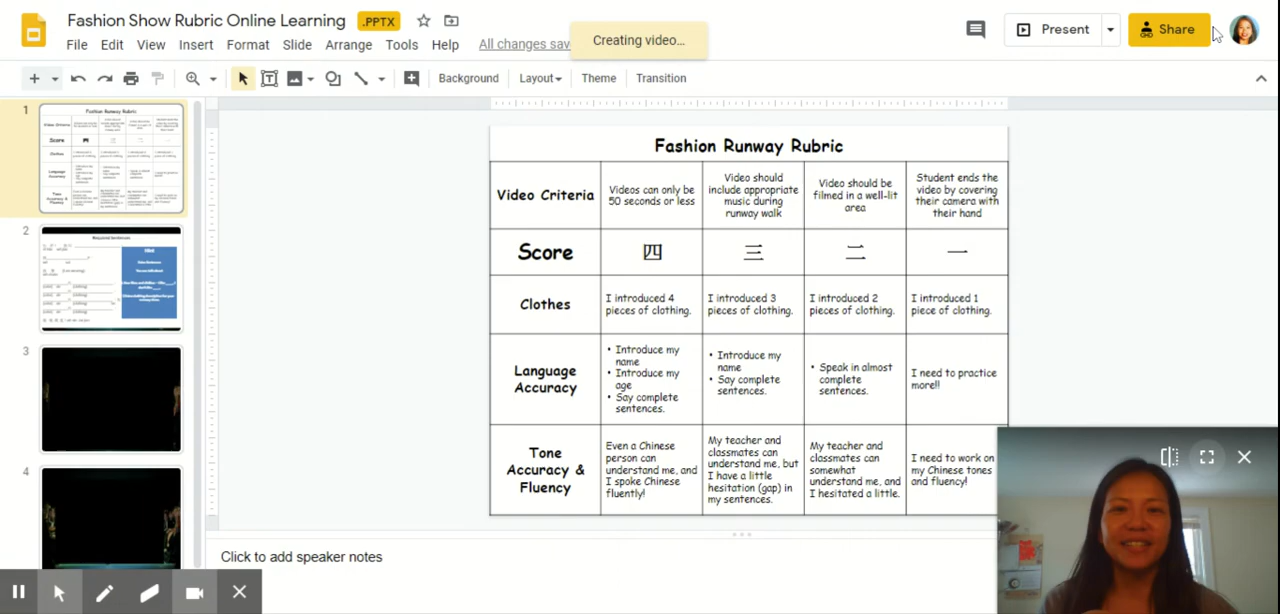 Fashion Show Rubric Online Learning .PPTX
File Edit View Insert Format Slide Arrange Tools Help All changes sav
Creating video...
Present
Share
Background Layout Theme Transition
1
2
3
4
Fashion Runway Rubric
Video Criteria
Videos can only be
50 seconds or less
Video should
include appropriate
music during
runway walk
Video should be
filmed in a well-lit
area
Student ends the
video by covering
their camera with
their hand
Score 四 三 二 一
Clothes
I introduced 4
pieces of clothing.
I introduced 3
pieces of clothing.
I introduced 2
pieces of clothing.
I introduced 1
piece of clothing.
Language
Accuracy
• Introduce my
name
• Introduce my
age
• Say complete
sentences.
• Introduce my
name
• Say complete
sentences.
• Speak in almost
complete
sentences.
I need to practice
more!!
Tone
Accuracy &
Fluency
Even a Chinese
person can
understand me, and
I spoke Chinese
fluently!
My teacher and
classmates can
understand me, but
I have a little
hesitation (gap) in
my sentences.
My teacher and
classmates can
somewhat
understand me, and
I hesitated a little.
I need to work on
my Chinese tones
and fluency!
Click to add speaker notes